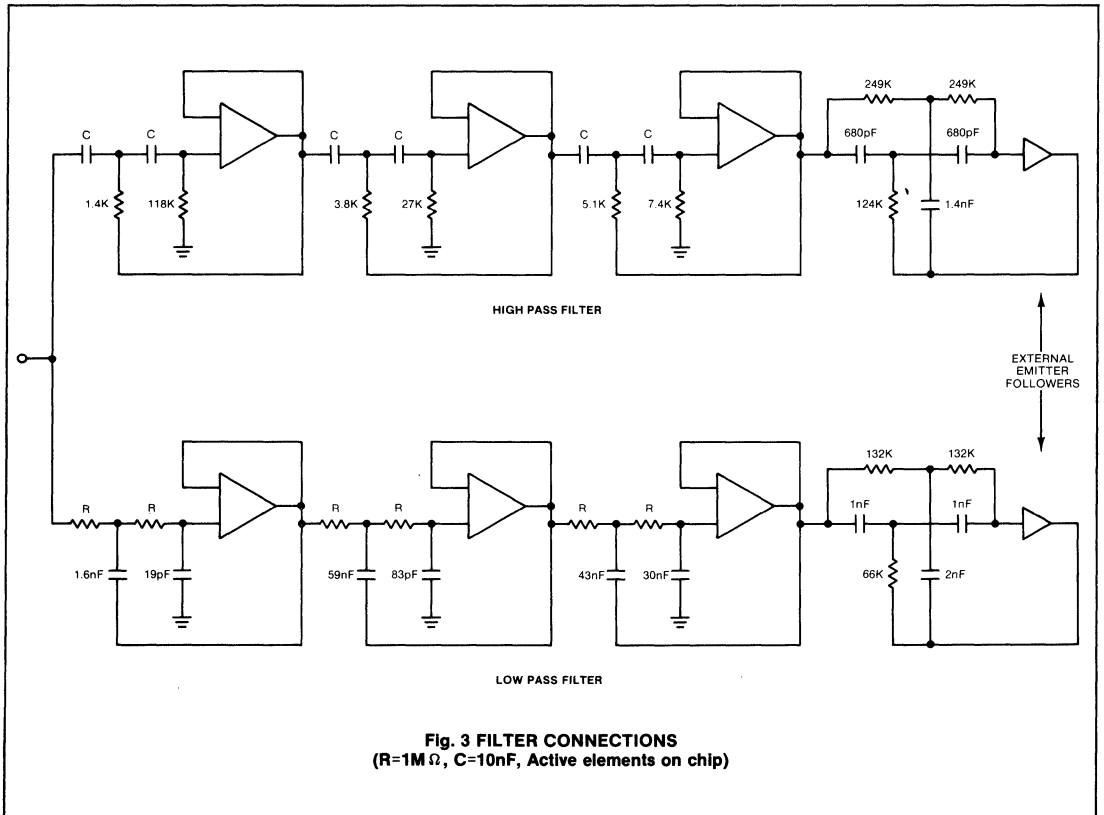 249K 249K
C C C C C C 680pF 680pF
1.4K 118K 3.8K 27K 5.1K 7.4K 124K 1.4nF
HIGH PASS FILTER
EXTERNAL
EMITTER
FOLLOWERS
132K 132K
R R R R R R 1nF 1nF
1.6nF 19pF 59nF 83pF 43nF 30nF 66K 2nF
LOW PASS FILTER
Fig. 3 FILTER CONNECTIONS
(R=1MΩ, C=10nF, Active elements on chip)